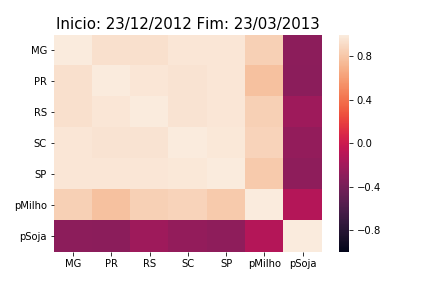 Inicio: 23/12/2012 Fim: 23/03/2013
MG
PR
RS
SC
SP
pMilho
pSoja
MG PR RS SC SP pMilho pSoja
0.8
0.4
0.0
−0.4
−0.8